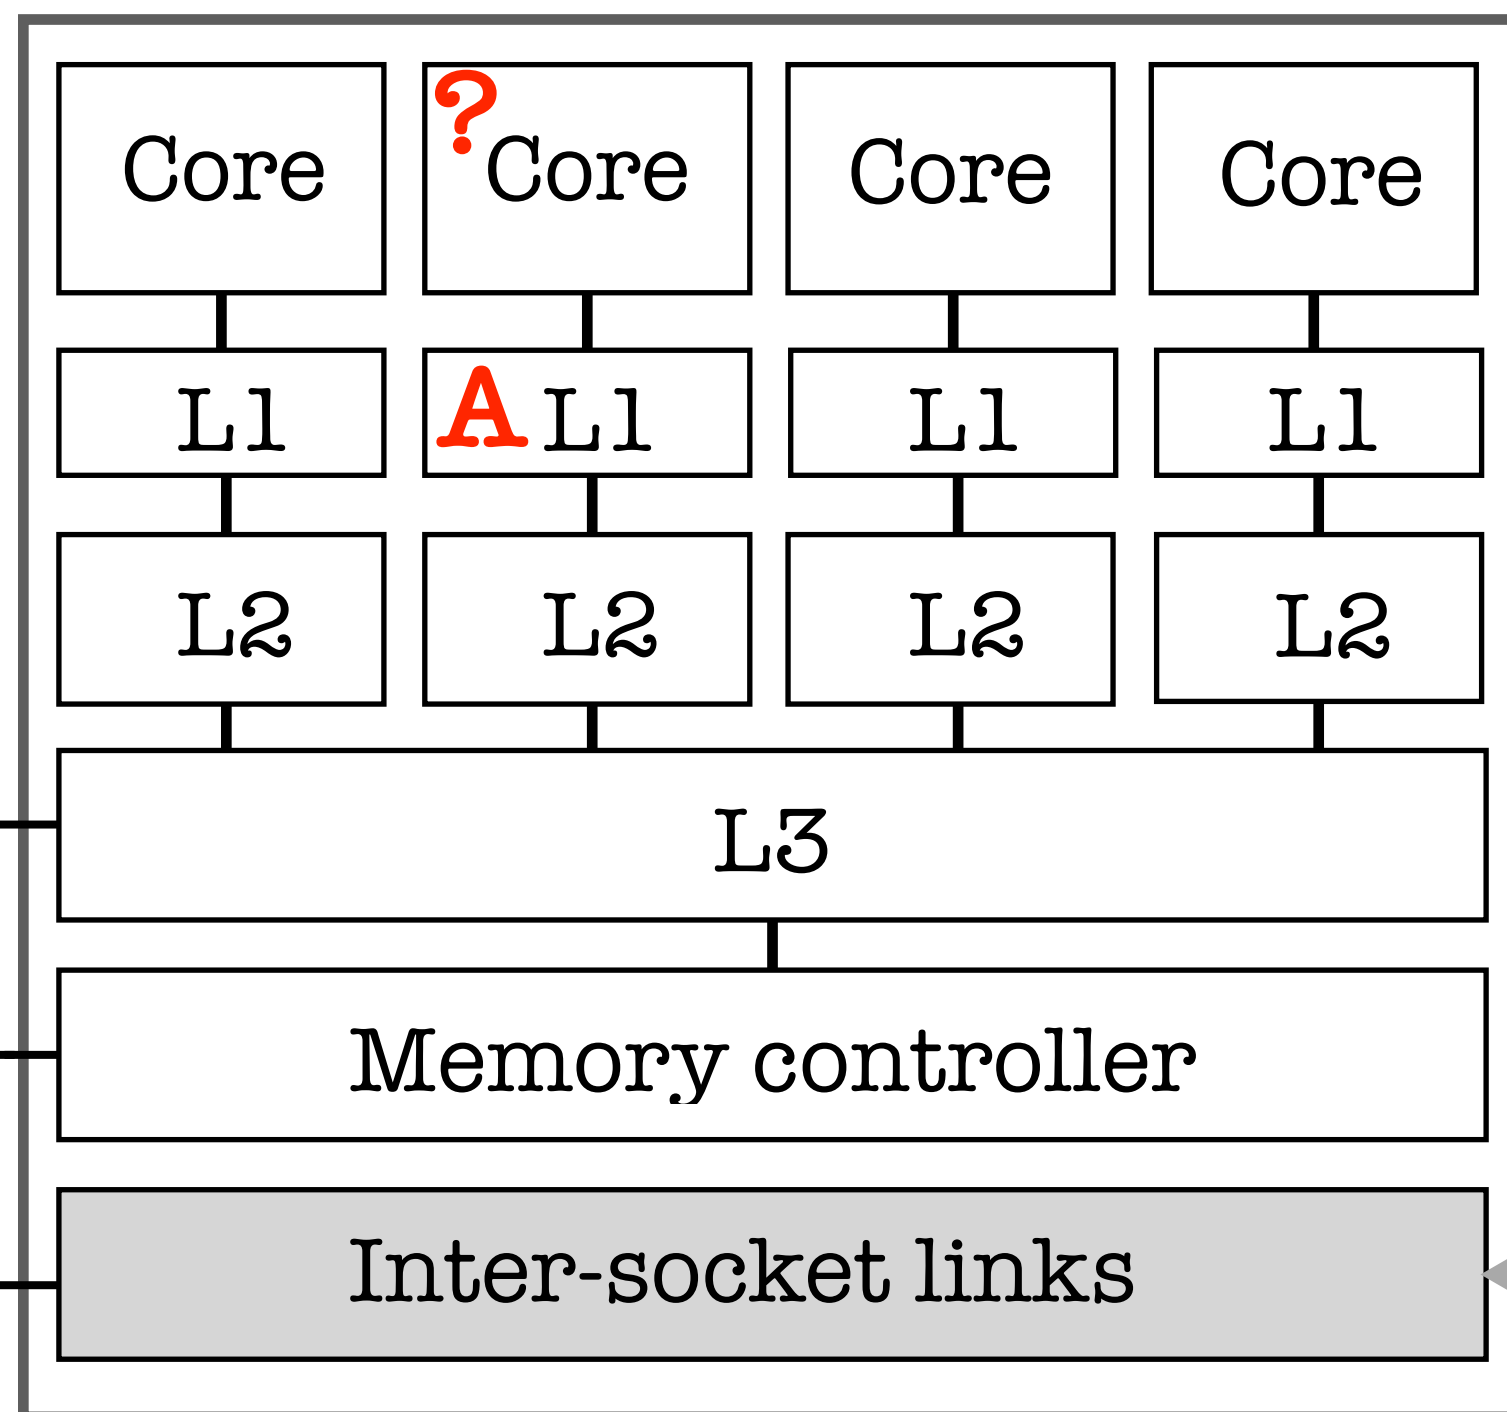 Core ? Core Core Core
L1 A L1 L1 L1
L2 L2 L2 L2
L3
Memory controller
Inter-socket links